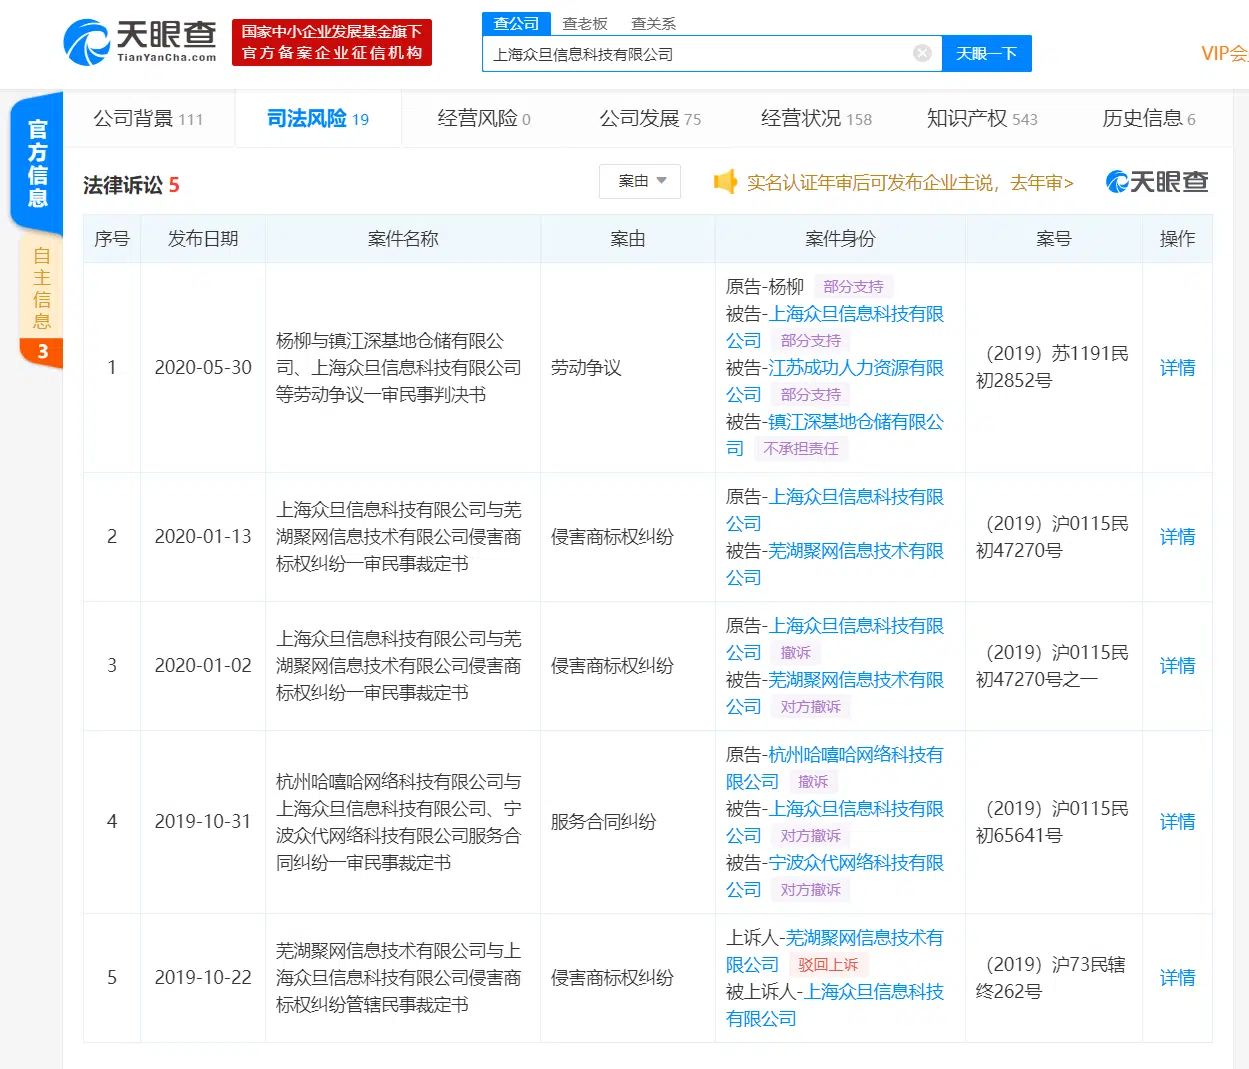 天眼查
TianYanCha.com
国家中小企业发展基金旗下
官方备案企业征信机构
查公司 查老板 查关系
上海众旦信息科技有限公司
天眼一下
VIP会
官方信息
自主信息
3
公司背景 111 司法风险 19 经营风险 0 公司发展 75 经营状况 158 知识产权 543 历史信息 6
法律诉讼 5
案由
实名认证年审后可发布企业主说，去年审>
天眼查
序号 发布日期 案件名称 案由 案件身份 案号 操作
1
2020-05-30
杨柳与镇江深基地仓储有限公
司、上海众旦信息科技有限公司
等劳动争议一审民事判决书
劳动争议
原告-杨柳 部分支持
被告-上海众旦信息科技有限
公司 部分支持
被告-江苏成功人力资源有限
公司 部分支持
被告-镇江深基地仓储有限公
司 不承担责任
（2019）苏1191民
初2852号
详情
2
2020-01-13
上海众旦信息科技有限公司与芜
湖聚网信息技术有限公司侵害商
标权纠纷一审民事裁定书
侵害商标权纠纷
原告-上海众旦信息科技有限
公司
被告-芜湖聚网信息技术有限
公司
（2019）沪0115民
初47270号
详情
3
2020-01-02
上海众旦信息科技有限公司与芜
湖聚网信息技术有限公司侵害商
标权纠纷一审民事裁定书
侵害商标权纠纷
原告-上海众旦信息科技有限
公司 撤诉
被告-芜湖聚网信息技术有限
公司 对方撤诉
（2019）沪0115民
初47270号之一
详情
4
2019-10-31
杭州哈嘻哈网络科技有限公司与
上海众旦信息科技有限公司、宁
波众代网络科技有限公司服务合
同纠纷一审民事裁定书
服务合同纠纷
原告-杭州哈嘻哈网络科技有
限公司 撤诉
被告-上海众旦信息科技有限
公司 对方撤诉
被告-宁波众代网络科技有限
公司 对方撤诉
（2019）沪0115民
初65641号
详情
5
2019-10-22
芜湖聚网信息技术有限公司与上
海众旦信息科技有限公司侵害商
标权纠纷管辖民事裁定书
侵害商标权纠纷
上诉人-芜湖聚网信息技术有
限公司 驳回上诉
被上诉人-上海众旦信息科技
有限公司
（2019）沪73民辖
终262号
详情